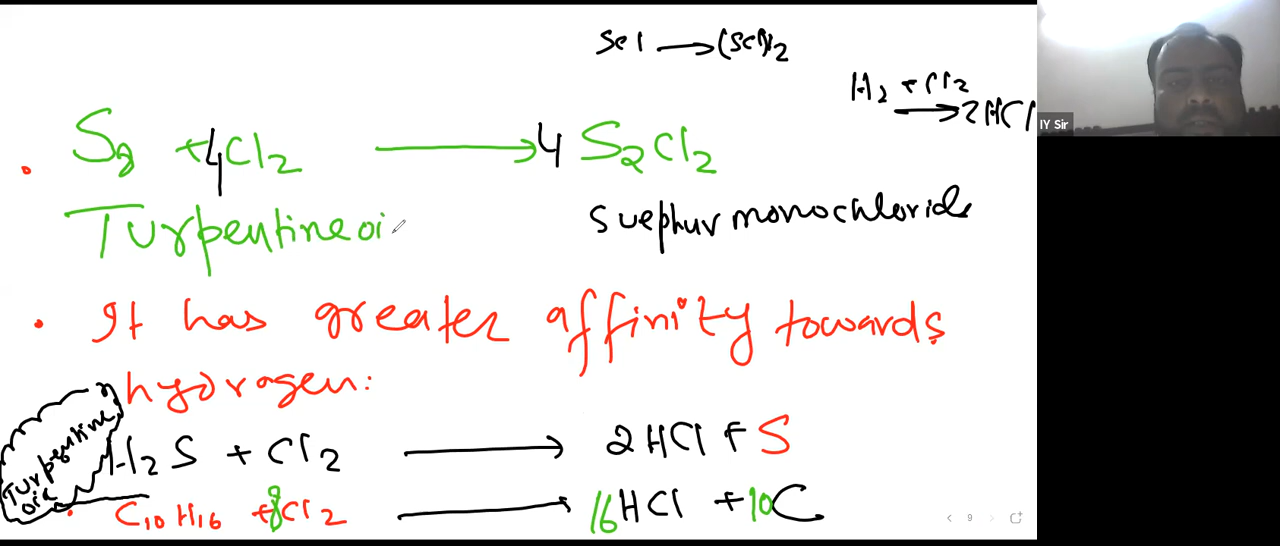 SCl → (SCl)2
H2 + Cl2 → 2HCl
IY Sir
S8 + 4Cl2 → 4 S2Cl2
Turpentine oi
Suephur monochloride
• It has greater affinity towards
hydrogen:
Turpentine oil
H2S + Cl2 → 2HCl + S
• C10H16 + 8Cl2 → 16HCl + 10C
9